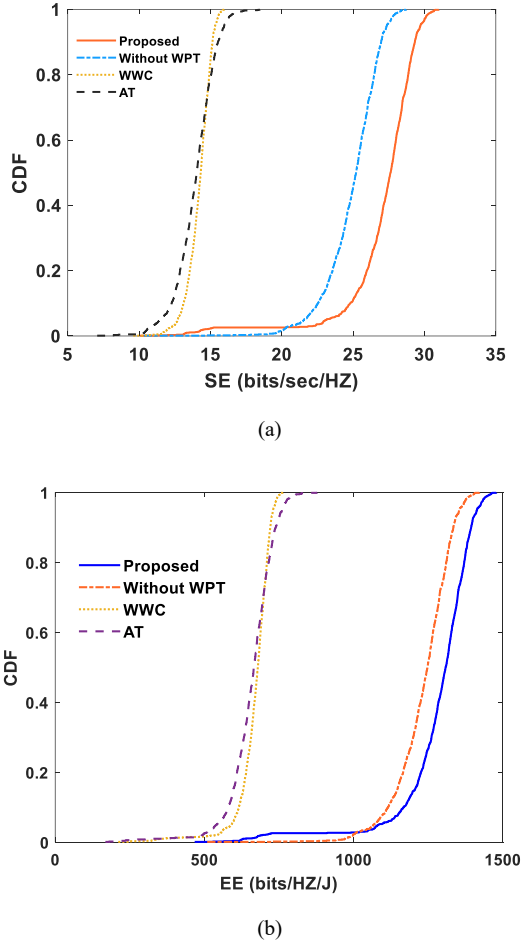 1
0.8
0.6
0.4
0.2
0
CDF
Proposed
Without WPT
WWC
AT
5 10 15 20 25 30 35
SE (bits/sec/HZ)
(a)
1
0.8
0.6
0.4
0.2
0
CDF
Proposed
Without WPT
WWC
AT
0 500 1000 1500
EE (bits/HZ/J)
(b)